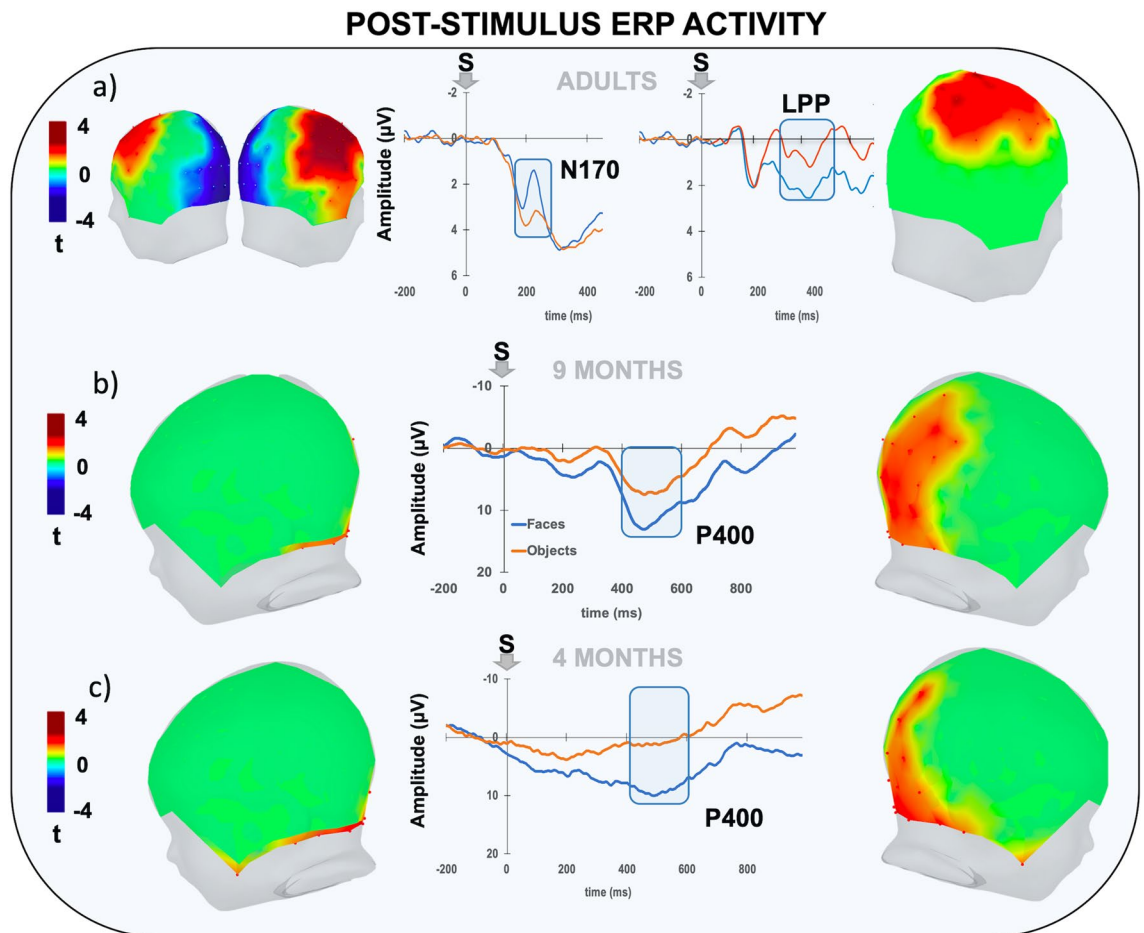 POST-STIMULUS ERP ACTIVITY
a)
4
0
-4
t
S
ADULTS
S
Amplitude (µV)
-2
0
2
4
6
N170
-200 0 200 400
time (ms)
-2
0
2
4
6
LPP
-200 0 200 400
time (ms)
b)
4
0
-4
t
S
9 MONTHS
Amplitude (µV)
-10
0
10
20
Faces
Objects
P400
-200 0 200 400 600 800
time (ms)
c)
4
0
-4
t
S
4 MONTHS
Amplitude (µV)
-10
0
10
20
P400
-200 0 200 400 600 800
time (ms)